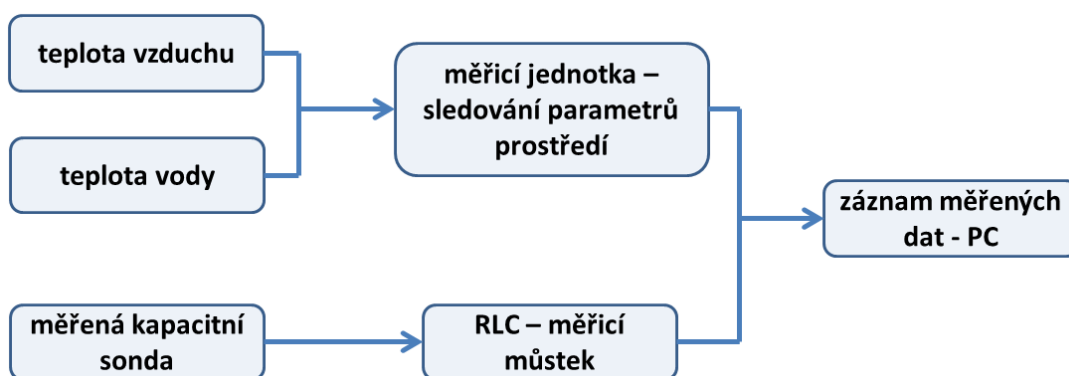 teplota vzduchu
teplota vody
měřicí jednotka –
sledování parametrů
prostředí
měřená kapacitní
sonda
RLC – měřicí
můstek
záznam měřených
dat - PC